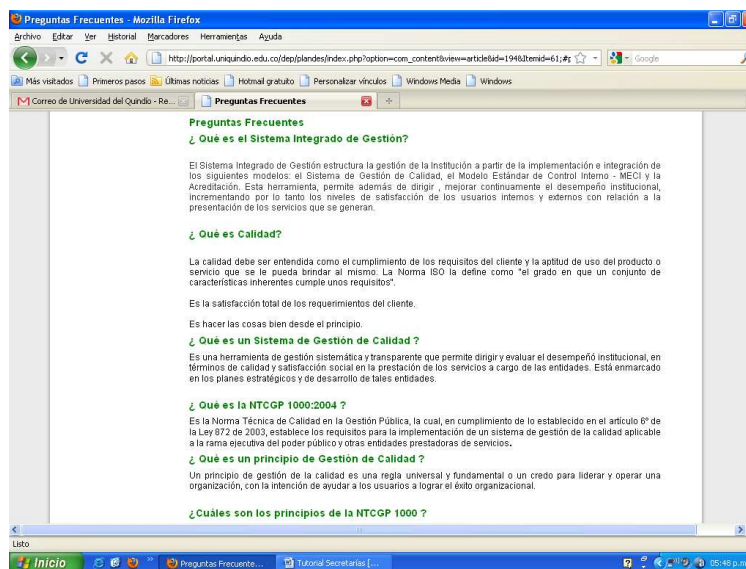 Preguntas Frecuentes - Mozilla Firefox
Archivo Editar Ver Historial Marcadores Herramientas Ayuda
http://portal.uniquindio.edu.co/dep/plandes/index.php?option=com_content&view=article&id=194&Itemid=61;#
Google
Más visitados Primeros pasos Últimas noticias Hotmail gratuito Personalizar vínculos Windows Media Windows
Correo de Universidad del Quindío - Re... Preguntas Frecuentes
Preguntas Frecuentes
¿ Qué es el Sistema Integrado de Gestión?
El Sistema Integrado de Gestión estructura la gestión de la Institución a partir de la implementación e integración de
los siguientes modelos: el Sistema de Gestión de Calidad, el Modelo Estándar de Control Interno - MECI y la
Acreditación. Esta herramienta, permite además de dirigir , mejorar continuamente el desempeño institucional,
incrementando por lo tanto los niveles de satisfacción de los usuarios internos y externos con relación a la
presentación de los servicios que se generan.
¿ Qué es Calidad?
La calidad debe ser entendida como el cumplimiento de los requisitos del cliente y la aptitud de uso del producto o
servicio que se le pueda brindar al mismo. La Norma ISO la define como "el grado en que un conjunto de
características inherentes cumple unos requisitos".
Es la satisfacción total de los requerimientos del cliente.
Es hacer las cosas bien desde el principio.
¿ Qué es un Sistema de Gestión de Calidad ?
Es una herramienta de gestión sistemática y transparente que permite dirigir y evaluar el desempeño institucional, en
términos de calidad y satisfacción social en la prestación de los servicios a cargo de las entidades. Está enmarcado
en los planes estratégicos y de desarrollo de tales entidades.
¿ Qué es la NTCGP 1000:2004 ?
Es la Norma Técnica de Calidad en la Gestión Pública, la cual, en cumplimiento de lo establecido en el artículo 6º de
la Ley 872 de 2003, establece los requisitos para la implementación de un sistema de gestión de la calidad aplicable
a la rama ejecutiva del poder público y otras entidades prestadoras de servicios.
¿ Qué es un principio de Gestión de Calidad ?
Un principio de gestión de la calidad es una regla universal y fundamental o un credo para liderar y operar una
organización, con la intención de ayudar a los usuarios a lograr el éxito organizacional.
¿Cuáles son los principios de la NTCGP 1000 ?
Listo
Inicio Preguntas Frecuente... Tutorial Secretarias [... 05:48 p.m.